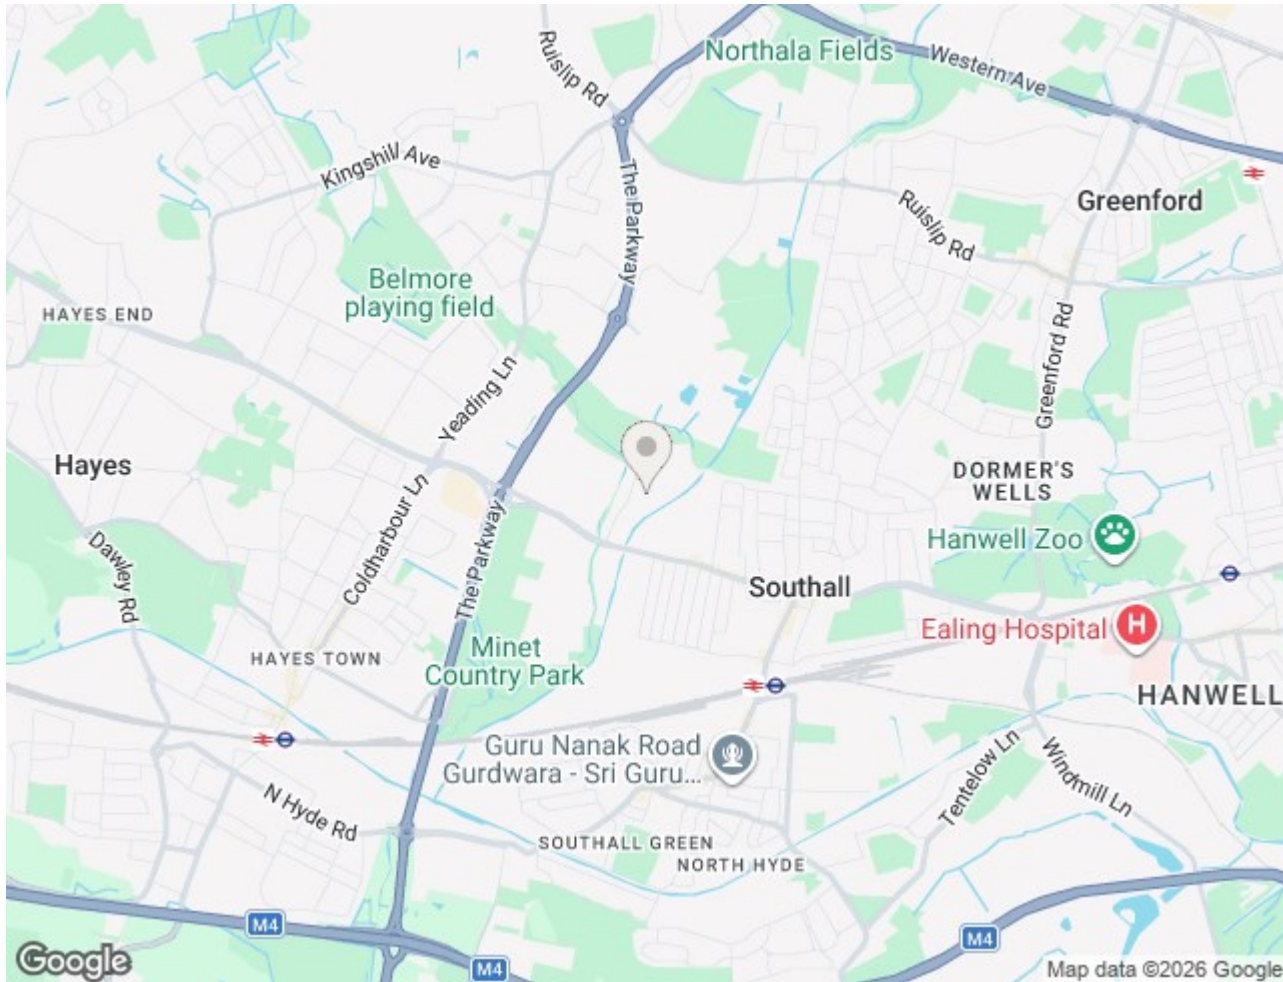 Ruislip Rd
Northala Fields
Western Ave
Kingshill Ave
The Parkway
Greenford
Ruislip Rd
Belmore
playing field
HAYES END
Greenford Rd
Yeading Ln
Hayes
DORMER'S
WELLS
Coldharbour Ln
The Parkway
Hanwell Zoo
Dawley Rd
Southall
Ealing Hospital
H
Minet
Country Park
HAYES TOWN
HANWELL
Guru Nanak Road
Gurdwara - Sri Guru...
Tentelow Ln
Windmill Ln
N Hyde Rd
SOUTHALL GREEN
NORTH HYDE
M4
M4
M4
Google
Map data ©2026 Google